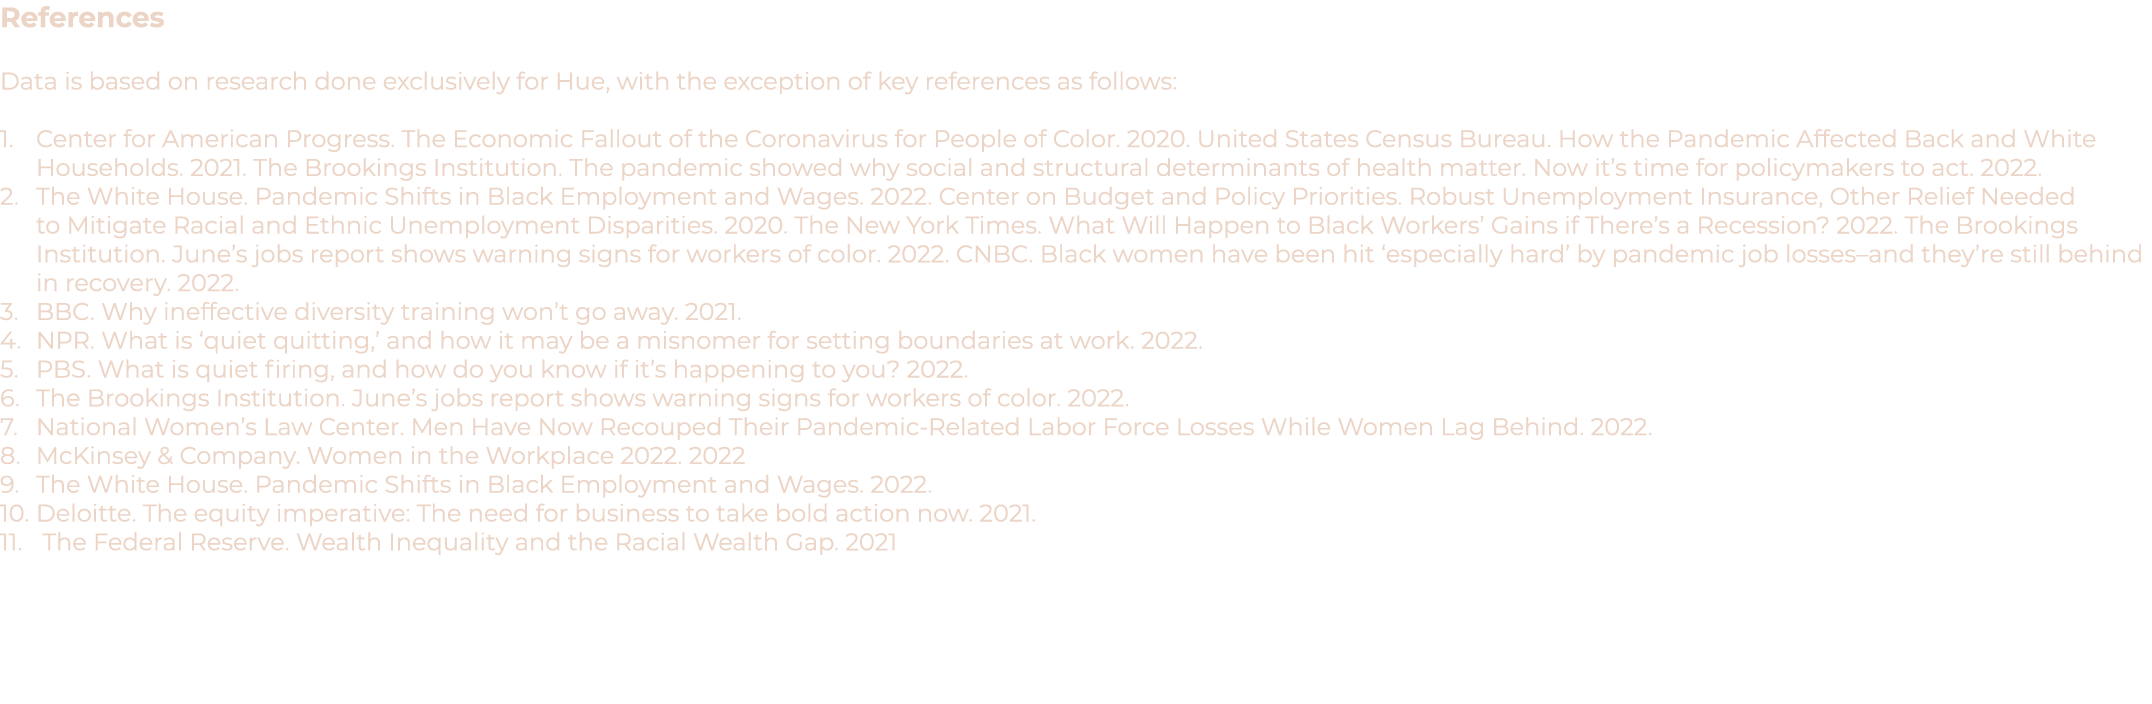 References
Data is based on research done exclusively for Hue, with the exception of key references as follows:
1. Center for American Progress. The Economic Fallout of the Coronavirus for People of Color. 2020. United States Census Bureau. How the Pandemic Affected Back and White
Households. 2021. The Brookings Institution. The pandemic showed why social and structural determinants of health matter. Now it’s time for policymakers to act. 2022.
2. The White House. Pandemic Shifts in Black Employment and Wages. 2022. Center on Budget and Policy Priorities. Robust Unemployment Insurance, Other Relief Needed
to Mitigate Racial and Ethnic Unemployment Disparities. 2020. The New York Times. What Will Happen to Black Workers’ Gains if There’s a Recession? 2022. The Brookings
Institution. June’s jobs report shows warning signs for workers of color. 2022. CNBC. Black women have been hit ‘especially hard’ by pandemic job losses–and they’re still behind
in recovery. 2022.
3. BBC. Why ineffective diversity training won’t go away. 2021.
4. NPR. What is ‘quiet quitting,’ and how it may be a misnomer for setting boundaries at work. 2022.
5. PBS. What is quiet firing, and how do you know if it’s happening to you? 2022.
6. The Brookings Institution. June’s jobs report shows warning signs for workers of color. 2022.
7. National Women’s Law Center. Men Have Now Recouped Their Pandemic-Related Labor Force Losses While Women Lag Behind. 2022.
8. McKinsey & Company. Women in the Workplace 2022. 2022
9. The White House. Pandemic Shifts in Black Employment and Wages. 2022.
10. Deloitte. The equity imperative: The need for business to take bold action now. 2021.
11. The Federal Reserve. Wealth Inequality and the Racial Wealth Gap. 2021